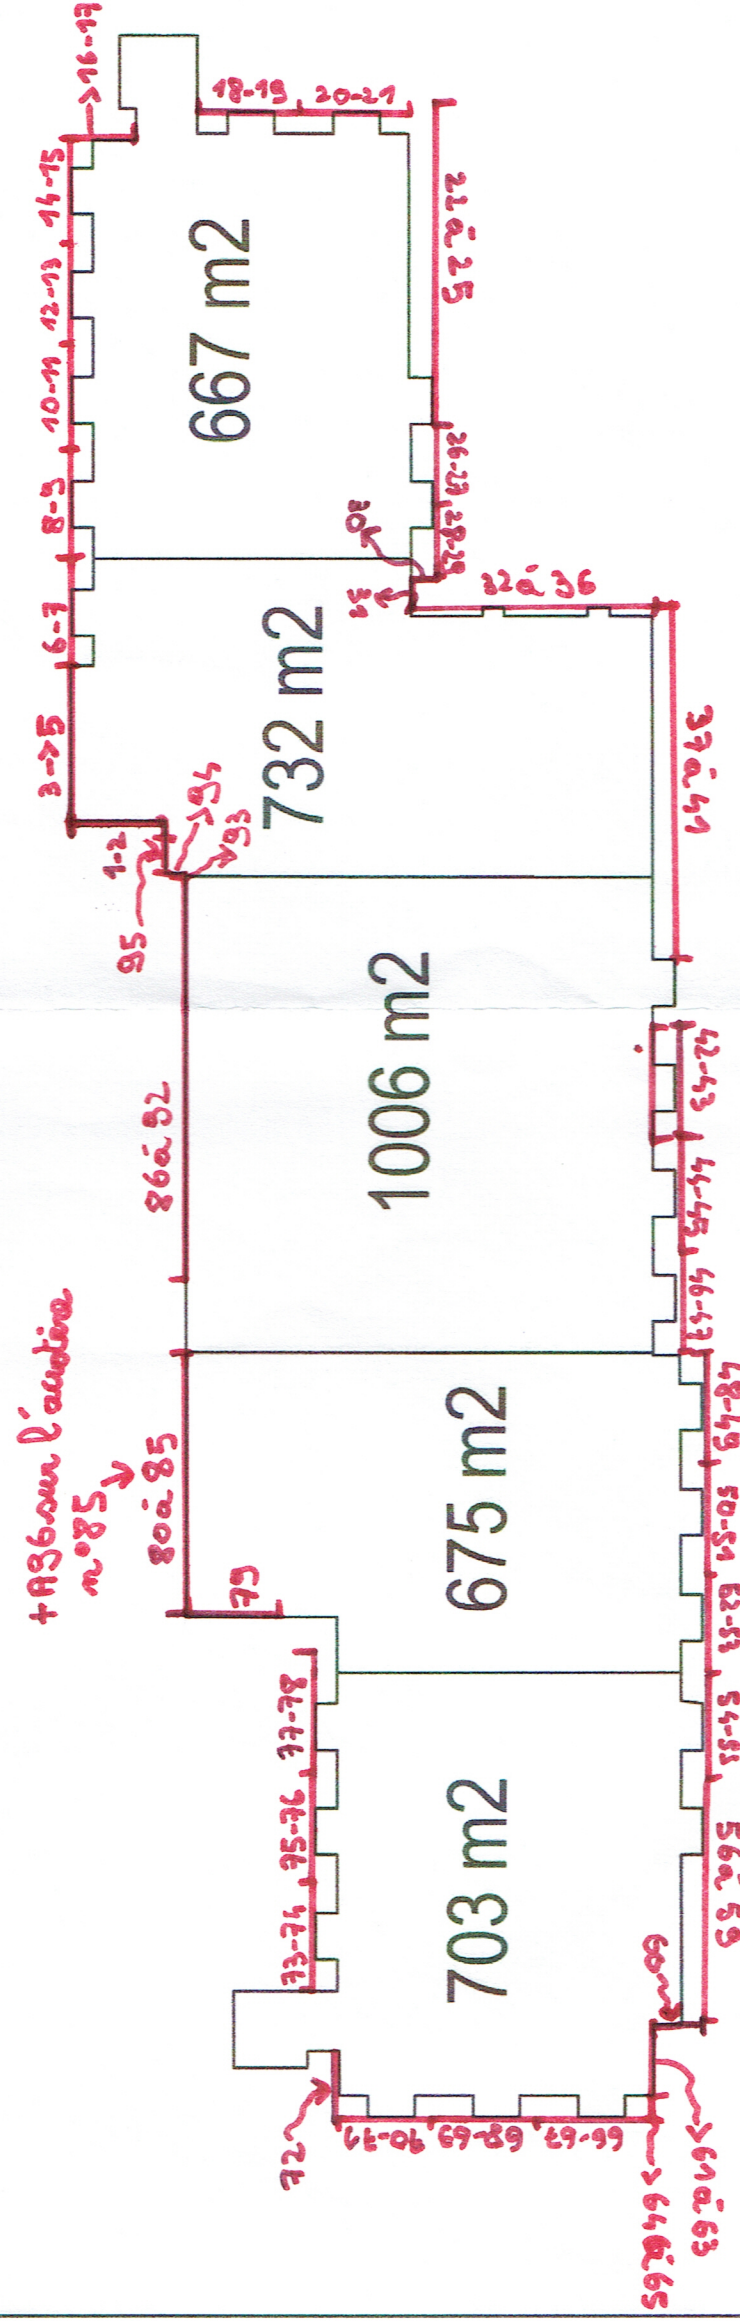 ->16-17
18-19
20-21
14-15
12-13
10-11
8-9
6-7
3->5
22 à 25
667 m2
26-27
28-29
30
31
32 à 36
732 m2
37 à 41
1-2
95
>94
93
1006 m2
86 à 92
42-43
44-45
46-47
+A96 sur l'acrotère
n°85
80 à 85
79
675 m2
48-49
50-51
52-53
54-55
56 à 59
77-78
75-76
73-74
703 m2
60
72
70-71
68-69
66-67
>64 à 65
>61 à 63